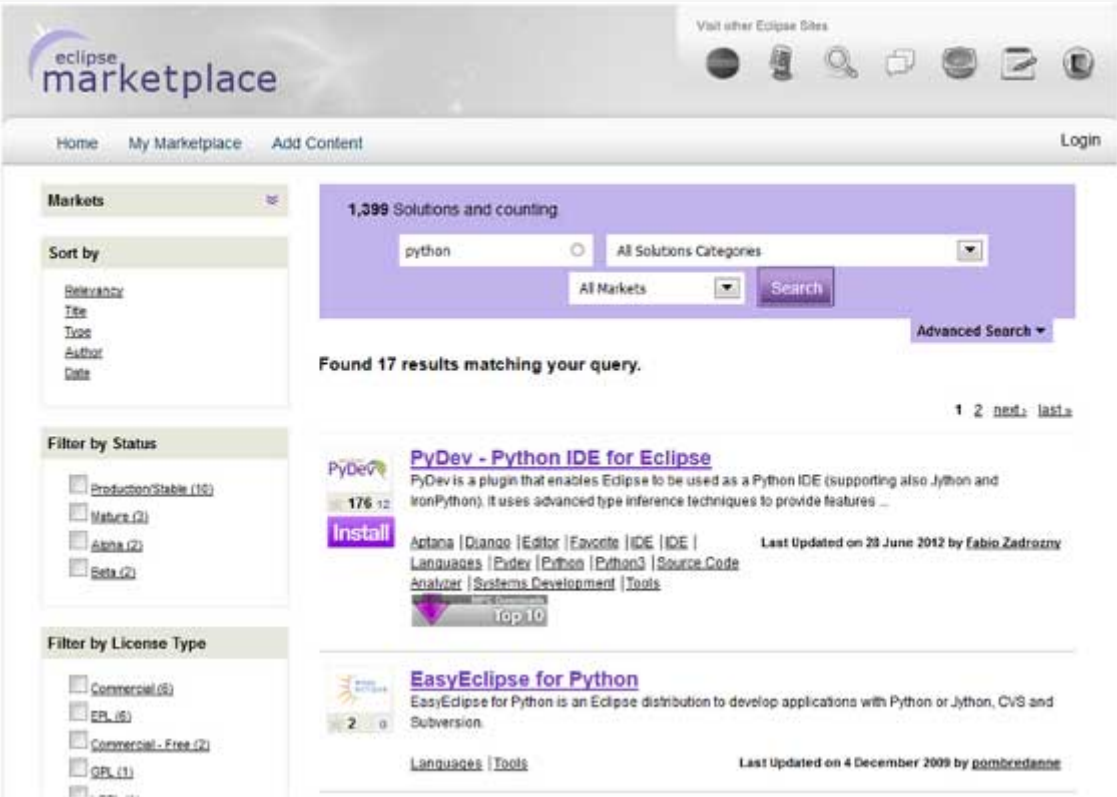 Visit other Eclipse Sites
eclipse
marketplace
Home My Marketplace Add Content
Login
Markets
Sort by
Relevancy
Title
Type
Author
Date
Filter by Status
Production/Stable (10)
Mature (3)
Alpha (2)
Beta (2)
Filter by License Type
Commercial (6)
EPL (6)
Commercial - Free (2)
GPL (1)
1,399 Solutions and counting.
python
All Solutions Categories
All Markets
Search
Advanced Search
Found 17 results matching your query.
1 2 next› last»
PyDev
176 12
Install
PyDev - Python IDE for Eclipse
PyDev is a plugin that enables Eclipse to be used as a Python IDE (supporting also Jython and
IronPython). It uses advanced type inference techniques to provide features ...
Aptana | Django | Editor | Favorite | IDE | IDE |
Languages | Pydev | Python | Python3 | Source Code
Analyzer | Systems Development | Tools
Last Updated on 28 June 2012 by Fabio Zadrozny
MPC Downloads
Top 10
2 0
EasyEclipse for Python
EasyEclipse for Python is an Eclipse distribution to develop applications with Python or Jython, CVS and
Subversion.
Languages | Tools
Last Updated on 4 December 2009 by pombredanne